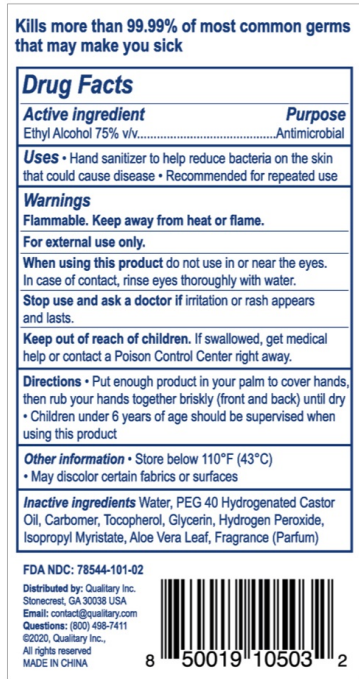 Kills more than 99.99% of most common germs
that may make you sick
Drug Facts
Active ingredient Purpose
Ethyl Alcohol 75% v/v............................................Antimicrobial
Uses • Hand sanitizer to help reduce bacteria on the skin
that could cause disease • Recommended for repeated use
Warnings
Flammable. Keep away from heat or flame.
For external use only.
When using this product do not use in or near the eyes.
In case of contact, rinse eyes thoroughly with water.
Stop use and ask a doctor if irritation or rash appears
and lasts.
Keep out of reach of children. If swallowed, get medical
help or contact a Poison Control Center right away.
Directions • Put enough product in your palm to cover hands,
then rub your hands together briskly (front and back) until dry
• Children under 6 years of age should be supervised when
using this product
Other information • Store below 110°F (43°C)
• May discolor certain fabrics or surfaces
Inactive ingredients Water, PEG 40 Hydrogenated Castor
Oil, Carbomer, Tocopherol, Glycerin, Hydrogen Peroxide,
Isopropyl Myristate, Aloe Vera Leaf, Fragrance (Parfum)
FDA NDC: 78544-101-02
Distributed by: Qualitary Inc.
Stonecrest, GA 30038 USA
Email: contact@qualitary.com
Questions: (800) 498-7411
©2020, Qualitary Inc.,
All rights reserved
MADE IN CHINA
8 50019 10503 2